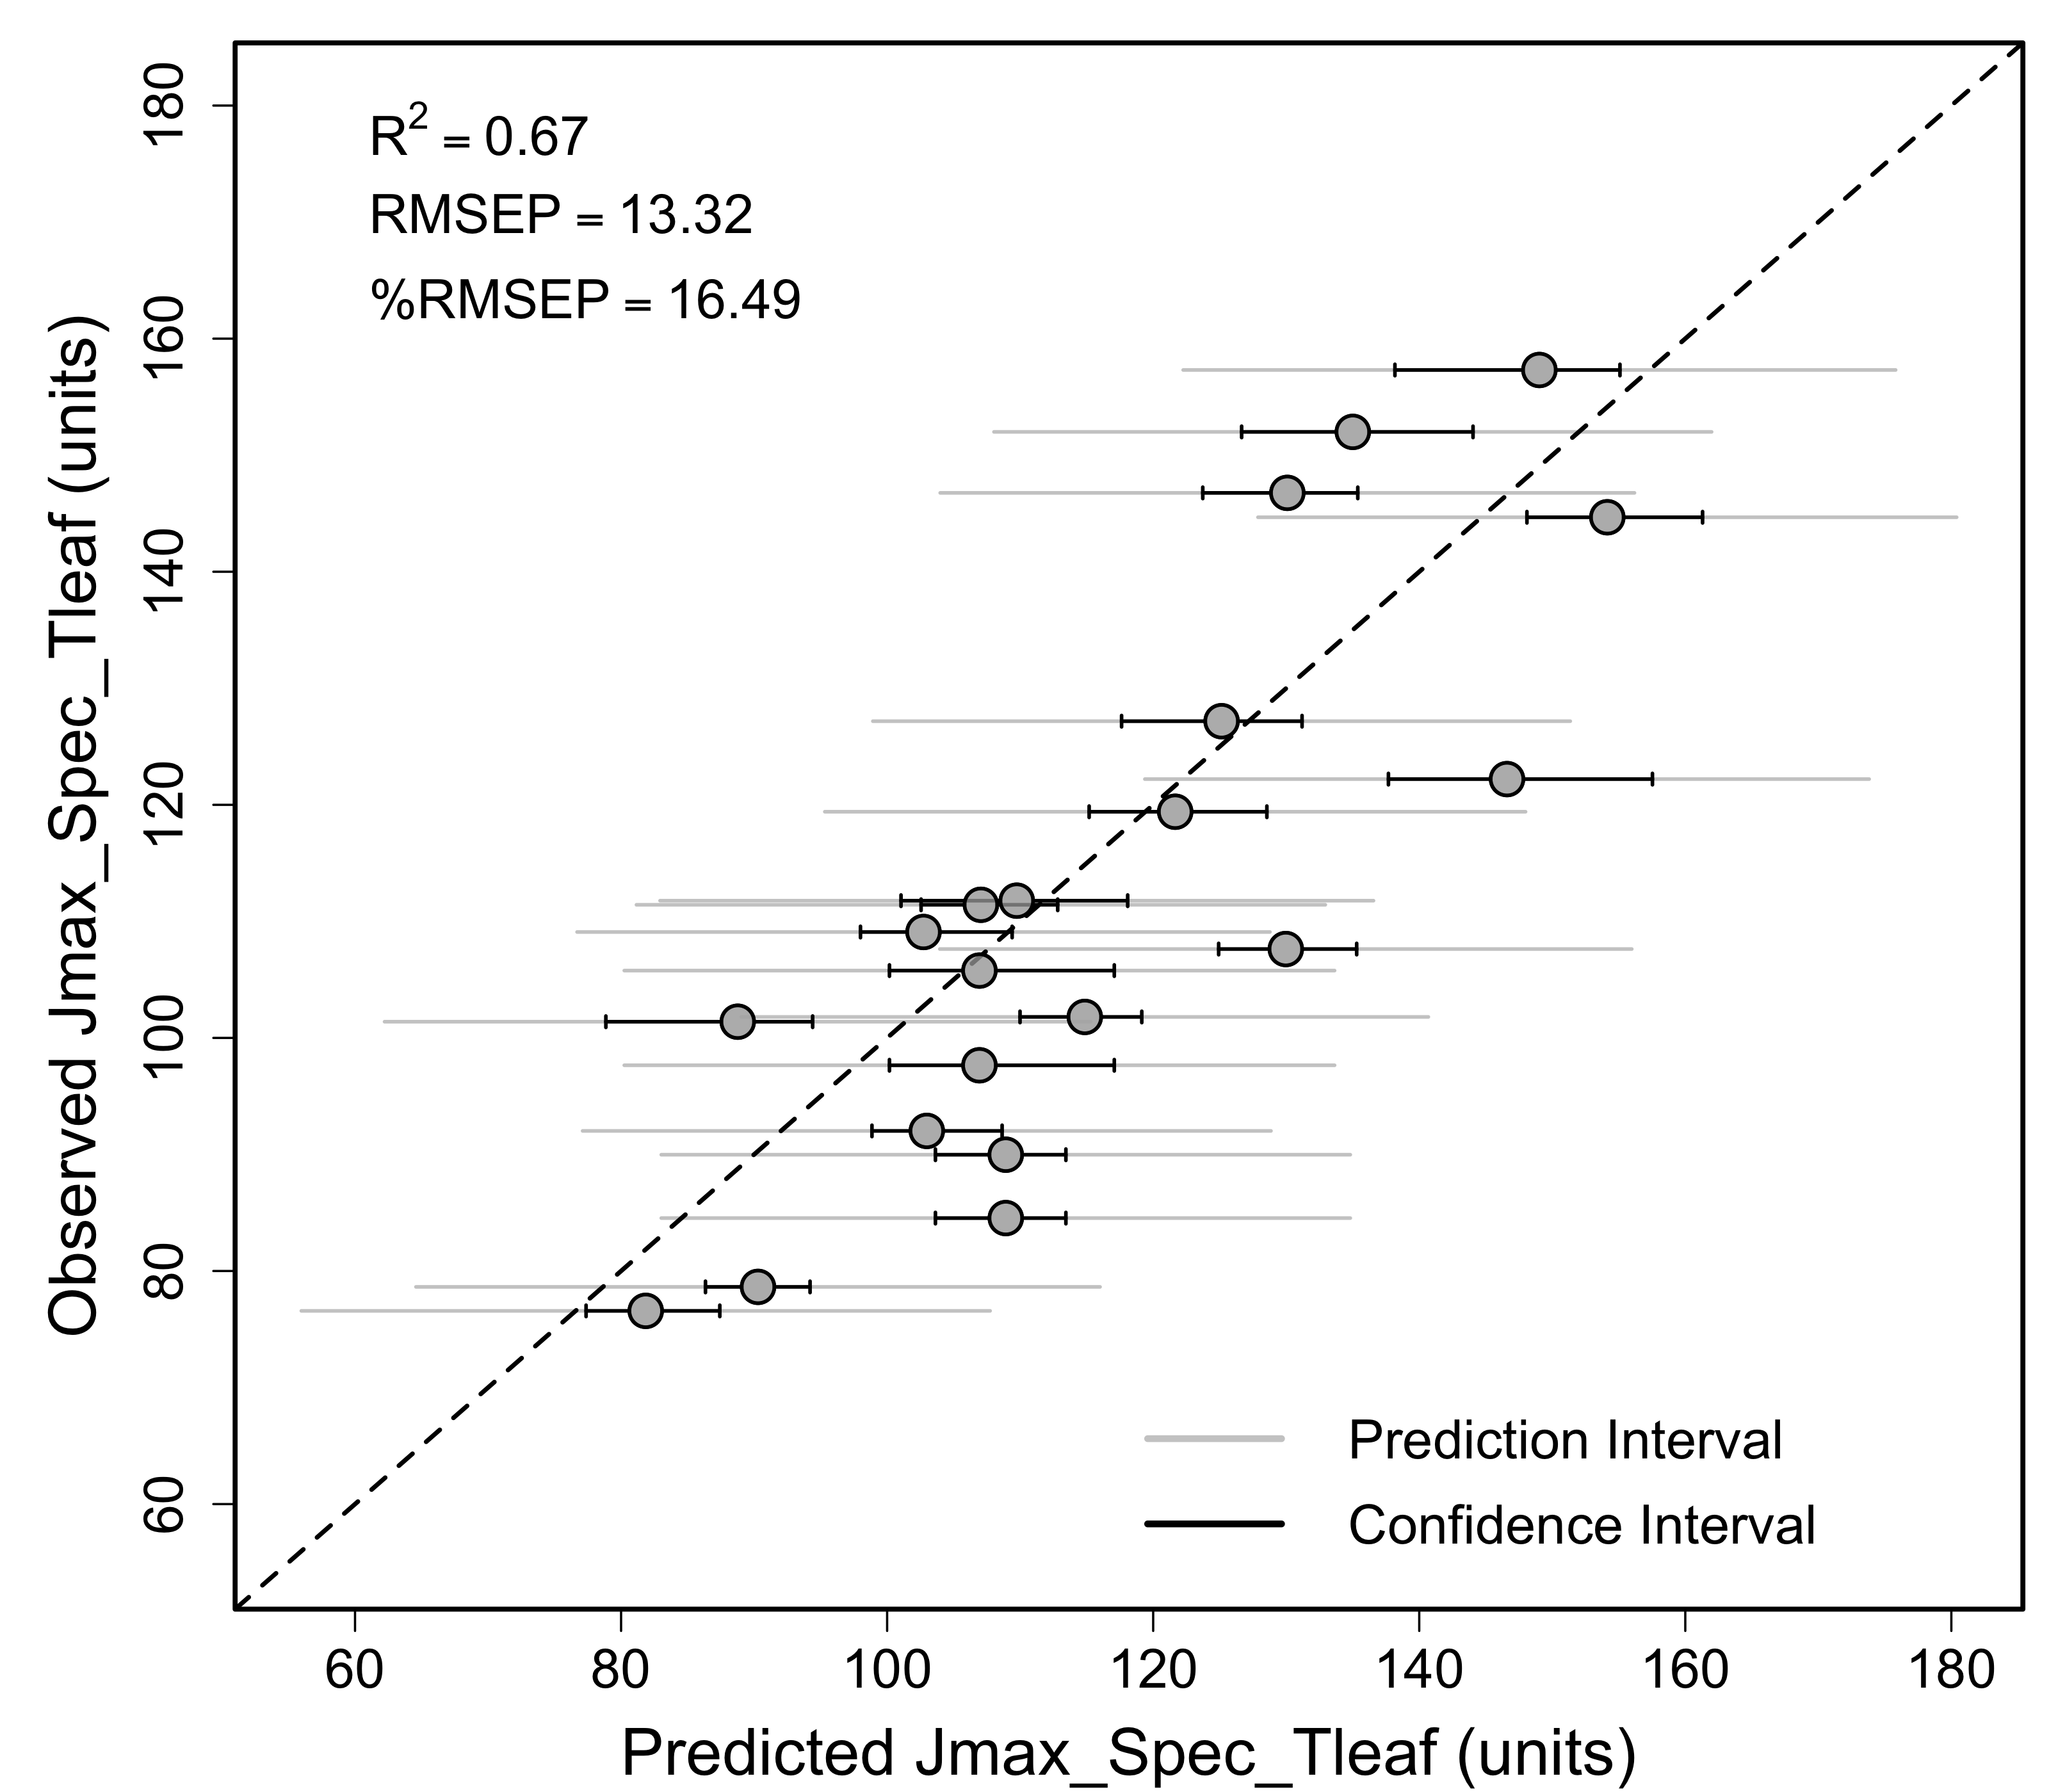 R² = 0.67
RMSEP = 13.32
%RMSEP = 16.49
Observed Jmax_Spec_Tleaf (units)
180
160
140
120
100
80
60
Prediction Interval
Confidence Interval
60 80 100 120 140 160 180
Predicted Jmax_Spec_Tleaf (units)